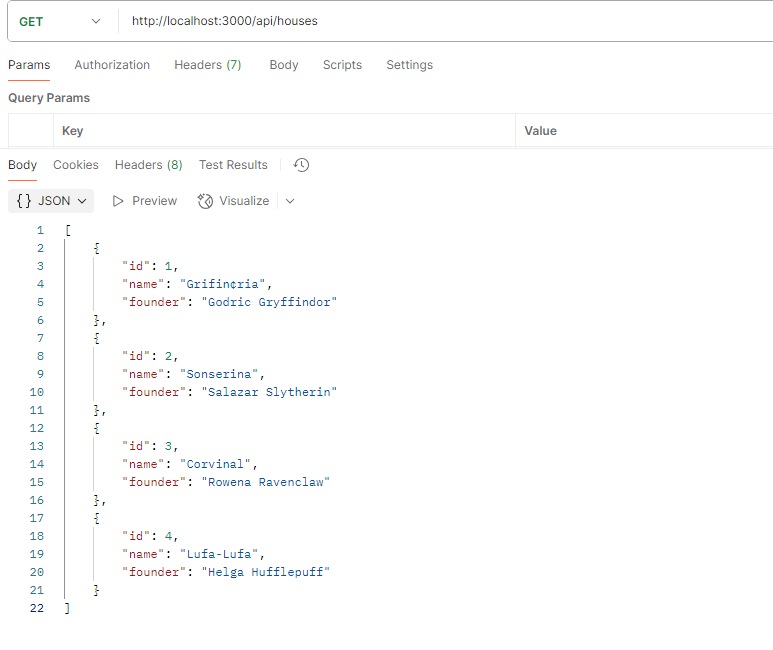 GET http://localhost:3000/api/houses
Params Authorization Headers (7) Body Scripts Settings
Query Params
Key Value
Body Cookies Headers (8) Test Results
{} JSON Preview Visualize
1 [
2 {
3 "id": 1,
4 "name": "Grifin¢ria",
5 "founder": "Godric Gryffindor"
6 },
7 {
8 "id": 2,
9 "name": "Sonserina",
10 "founder": "Salazar Slytherin"
11 },
12 {
13 "id": 3,
14 "name": "Corvinal",
15 "founder": "Rowena Ravenclaw"
16 },
17 {
18 "id": 4,
19 "name": "Lufa-Lufa",
20 "founder": "Helga Hufflepuff"
21 }
22 ]